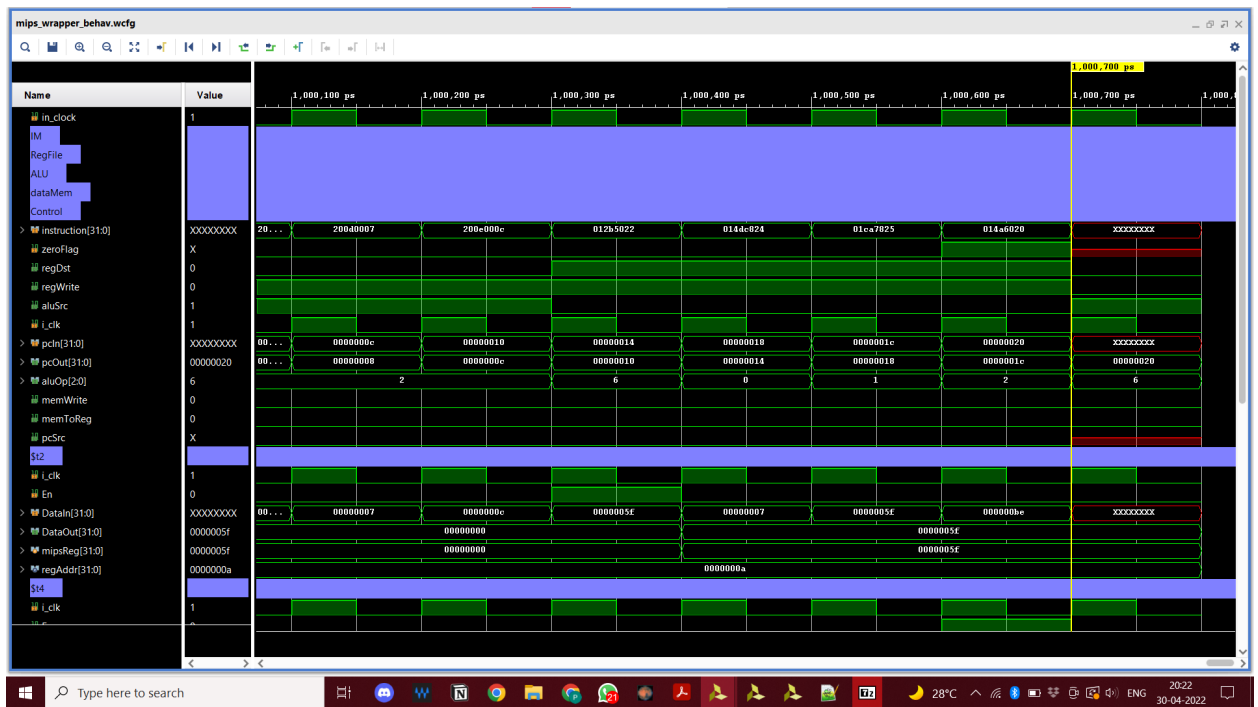 mips_wrapper_behav.wcfg
1,000,700 ps
Name Value 1,000,100 ps 1,000,200 ps 1,000,300 ps 1,000,400 ps 1,000,500 ps 1,000,600 ps 1,000,700 ps
in_clock 1
IM
RegFile
ALU
dataMem
Control
instruction[31:0] XXXXXXXX 20... 200d0007 200e000c 012b5022 014dc024 01ca7825 014a6020 XXXXXXXX
zeroFlag X
regDst 0
regWrite 0
aluSrc 1
i_clk 1
pcIn[31:0] XXXXXXXX 00... 0000000c 00000010 00000014 00000018 0000001c 00000020 XXXXXXXX
pcOut[31:0] 00000020 00... 00000008 0000000c 00000010 00000014 00000018 0000001c 00000020
aluOp[2:0] 6 2 6 0 1 2 6
memWrite 0
memToReg 0
pcSrc X
$t2
i_clk 1
En 0
DataIn[31:0] XXXXXXXX 00... 00000007 0000000c 0000005f 00000007 0000005f 000000be XXXXXXXX
DataOut[31:0] 0000005f 00000000 0000005f
mipsReg[31:0] 0000005f 00000000 0000005f
regAddr[31:0] 0000000a 0000000a
$t4
i_clk 1
Type here to search 21 28°C ENG 20:22
30-04-2022